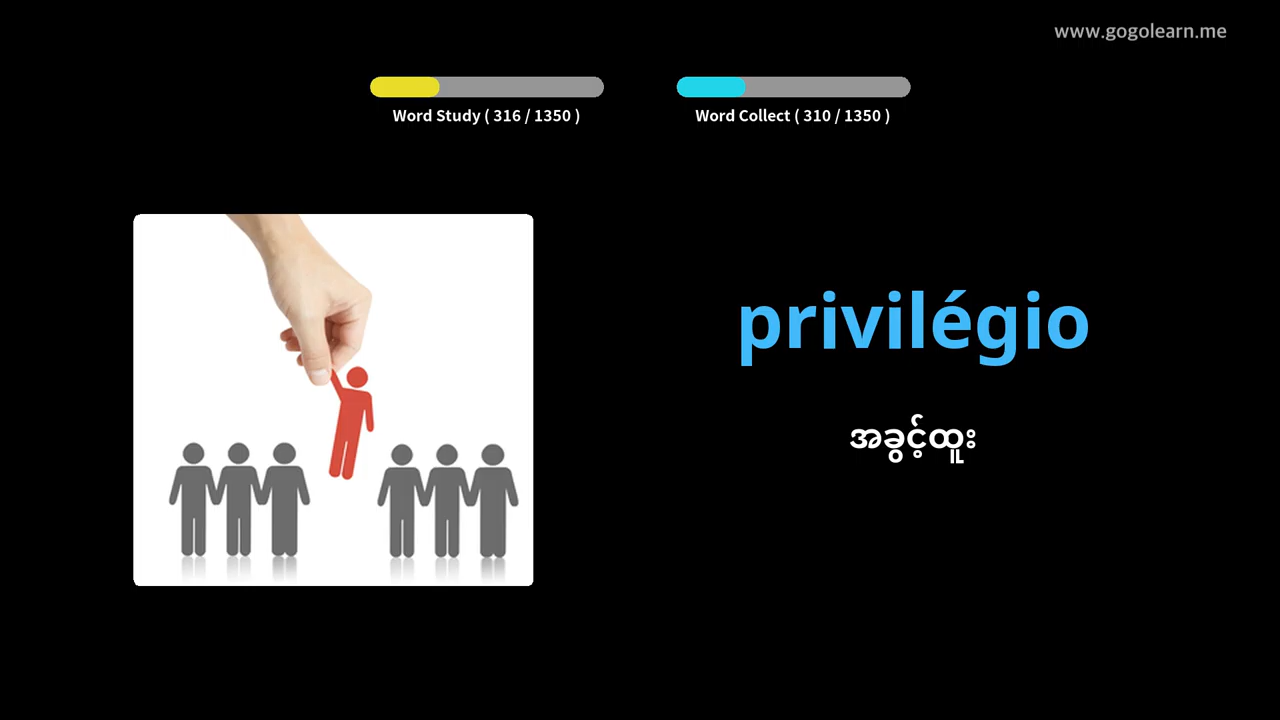 www.gogolearn.me
Word Study ( 316 / 1350 )
Word Collect ( 310 / 1350 )
privilégio
အခွင့်ထူး